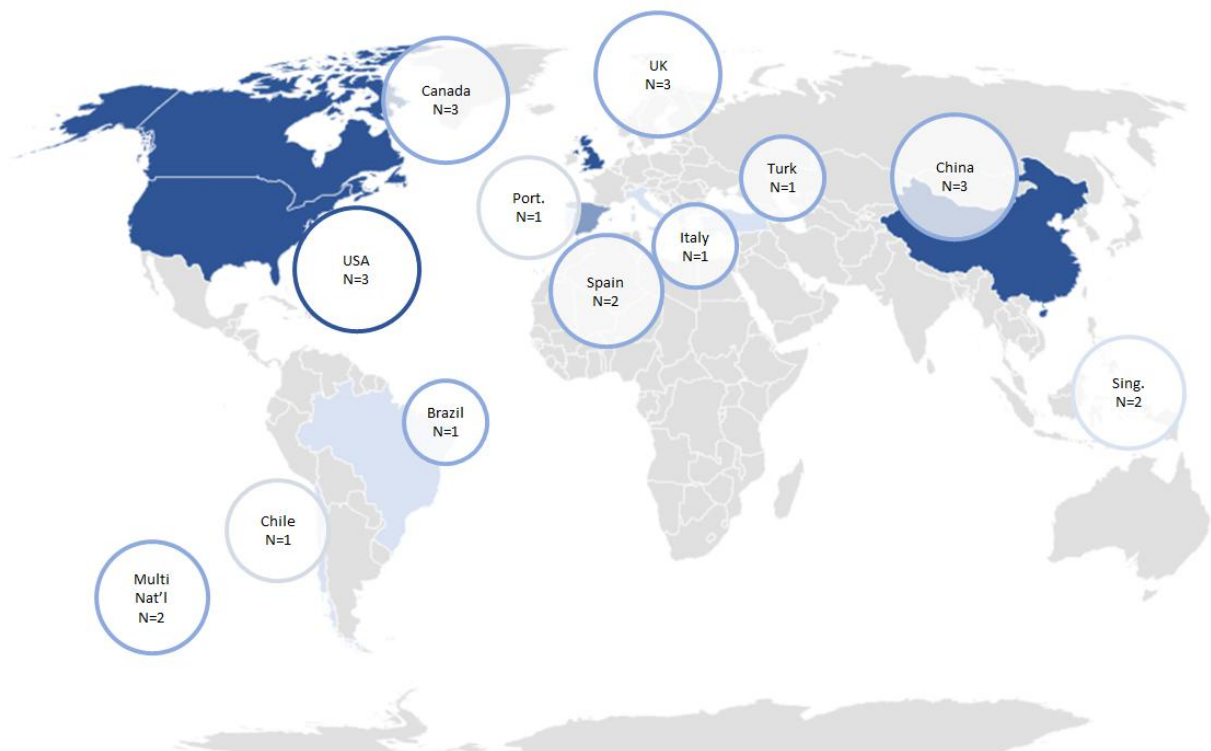 UK
N=3
Canada
N=3
China
N=3
Turk
N=1
Port.
N=1
Italy
N=1
USA
N=3
Spain
N=2
Sing.
N=2
Brazil
N=1
Chile
N=1
Multi
Nat'l
N=2